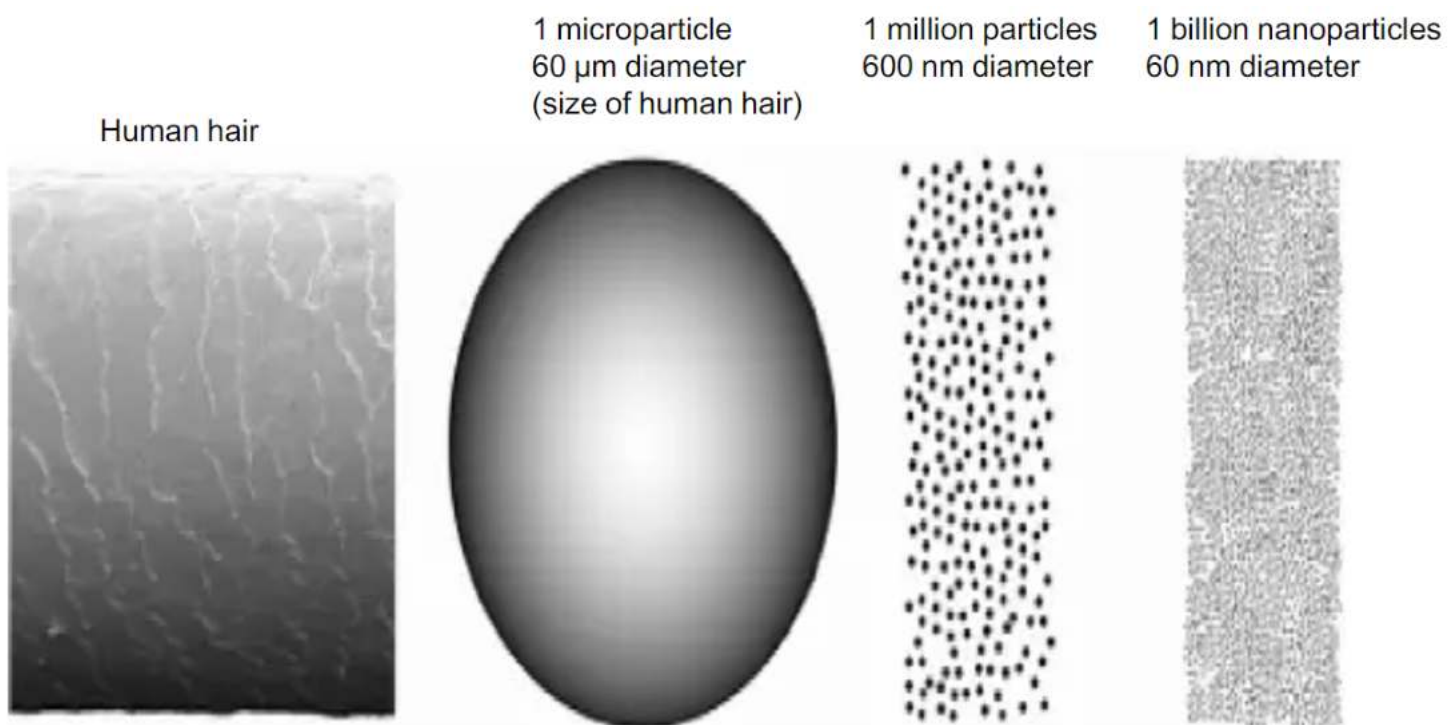 Human hair
1 microparticle
60 µm diameter
(size of human hair)
1 million particles
600 nm diameter
1 billion nanoparticles
60 nm diameter